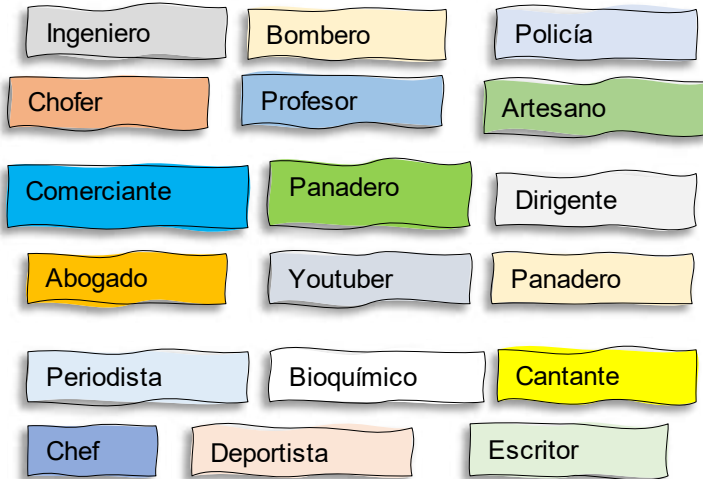 Ingeniero
Bombero
Policía
Chofer
Profesor
Artesano
Comerciante
Panadero
Dirigente
Abogado
Youtuber
Panadero
Periodista
Bioquímico
Cantante
Chef
Deportista
Escritor